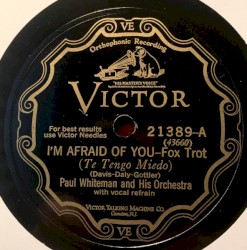 VE
Orthophonic Recording
"HIS MASTER'S VOICE"
VICTOR
For best results
use Victor Needles
21389-A
(43660)
I'M AFRAID OF YOU—Fox Trot
(Te Tengo Miedo)
(Davis-Daly-Gottler)
Paul Whiteman and His Orchestra
with vocal refrain
VICTOR TALKING MACHINE CO.
Camden, N.J.
VE